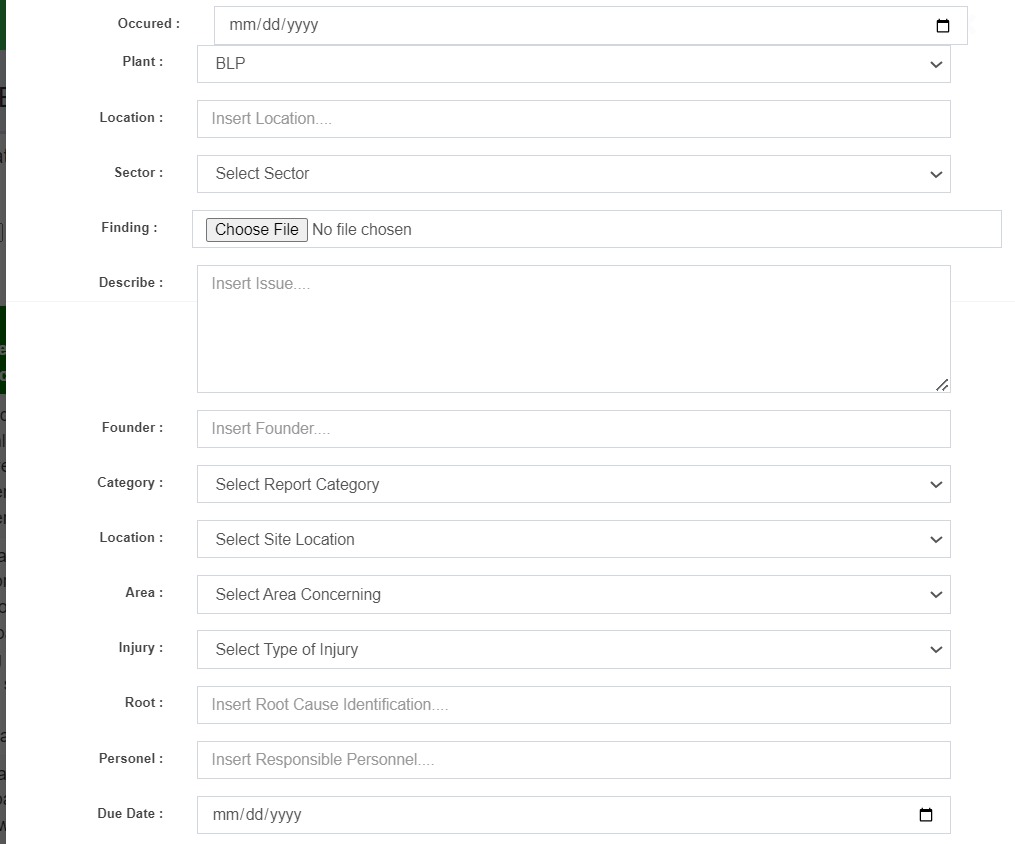 Occured : mm/dd/yyyy
Plant : BLP
Location : Insert Location....
Sector : Select Sector
Finding : Choose File No file chosen
Describe : Insert Issue....
Founder : Insert Founder....
Category : Select Report Category
Location : Select Site Location
Area : Select Area Concerning
Injury : Select Type of Injury
Root : Insert Root Cause Identification....
Personel : Insert Responsible Personnel....
Due Date : mm/dd/yyyy